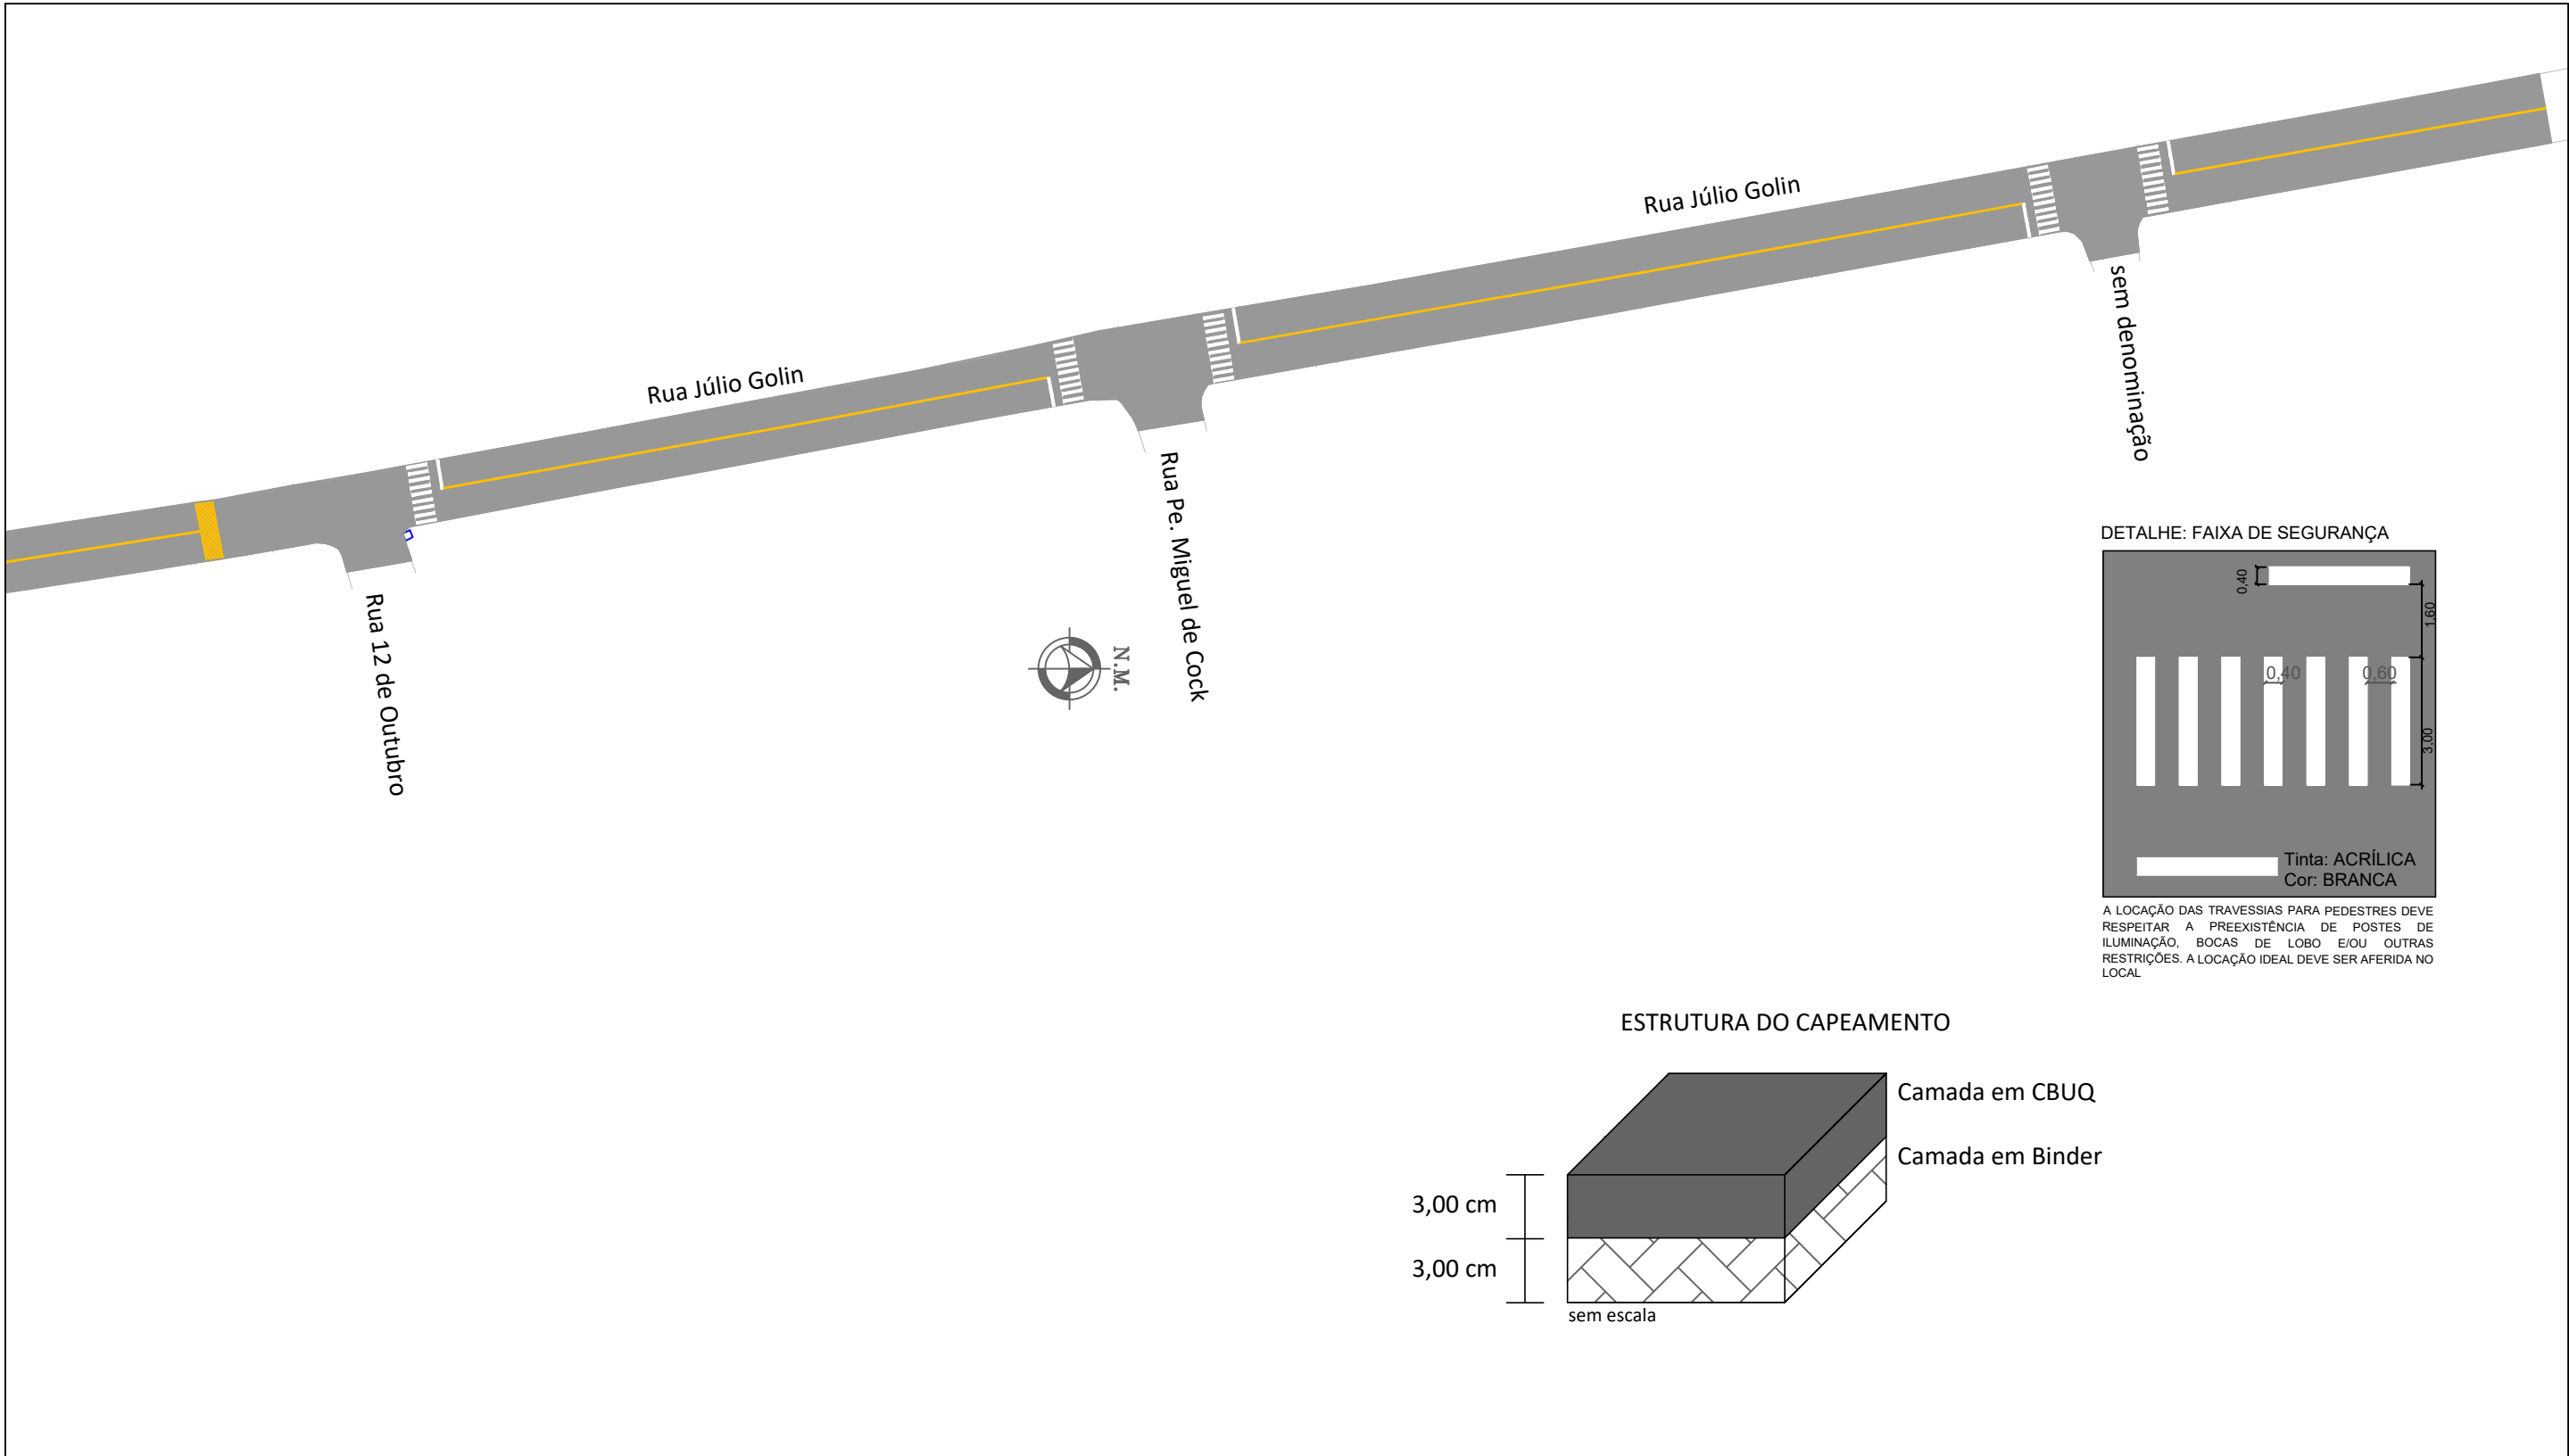 Rua Júlio Golin
sem denominação
Rua Júlio Golin
Rua Pe. Miguel de Cock
Rua 12 de Outubro
N.M.
DETALHE: FAIXA DE SEGURANÇA
0,40
1,60
0,40
0,60
3,00
Tinta: ACRÍLICA
Cor: BRANCA
A LOCAÇÃO DAS TRAVESSIAS PARA PEDESTRES DEVE
RESPEITAR A PREEXISTÊNCIA DE POSTES DE
ILUMINAÇÃO, BOCAS DE LOBO E/OU OUTRAS
RESTRIÇÕES. A LOCAÇÃO IDEAL DEVE SER AFERIDA NO
LOCAL
ESTRUTURA DO CAPEAMENTO
Camada em CBUQ
Camada em Binder
3,00 cm
3,00 cm
sem escala